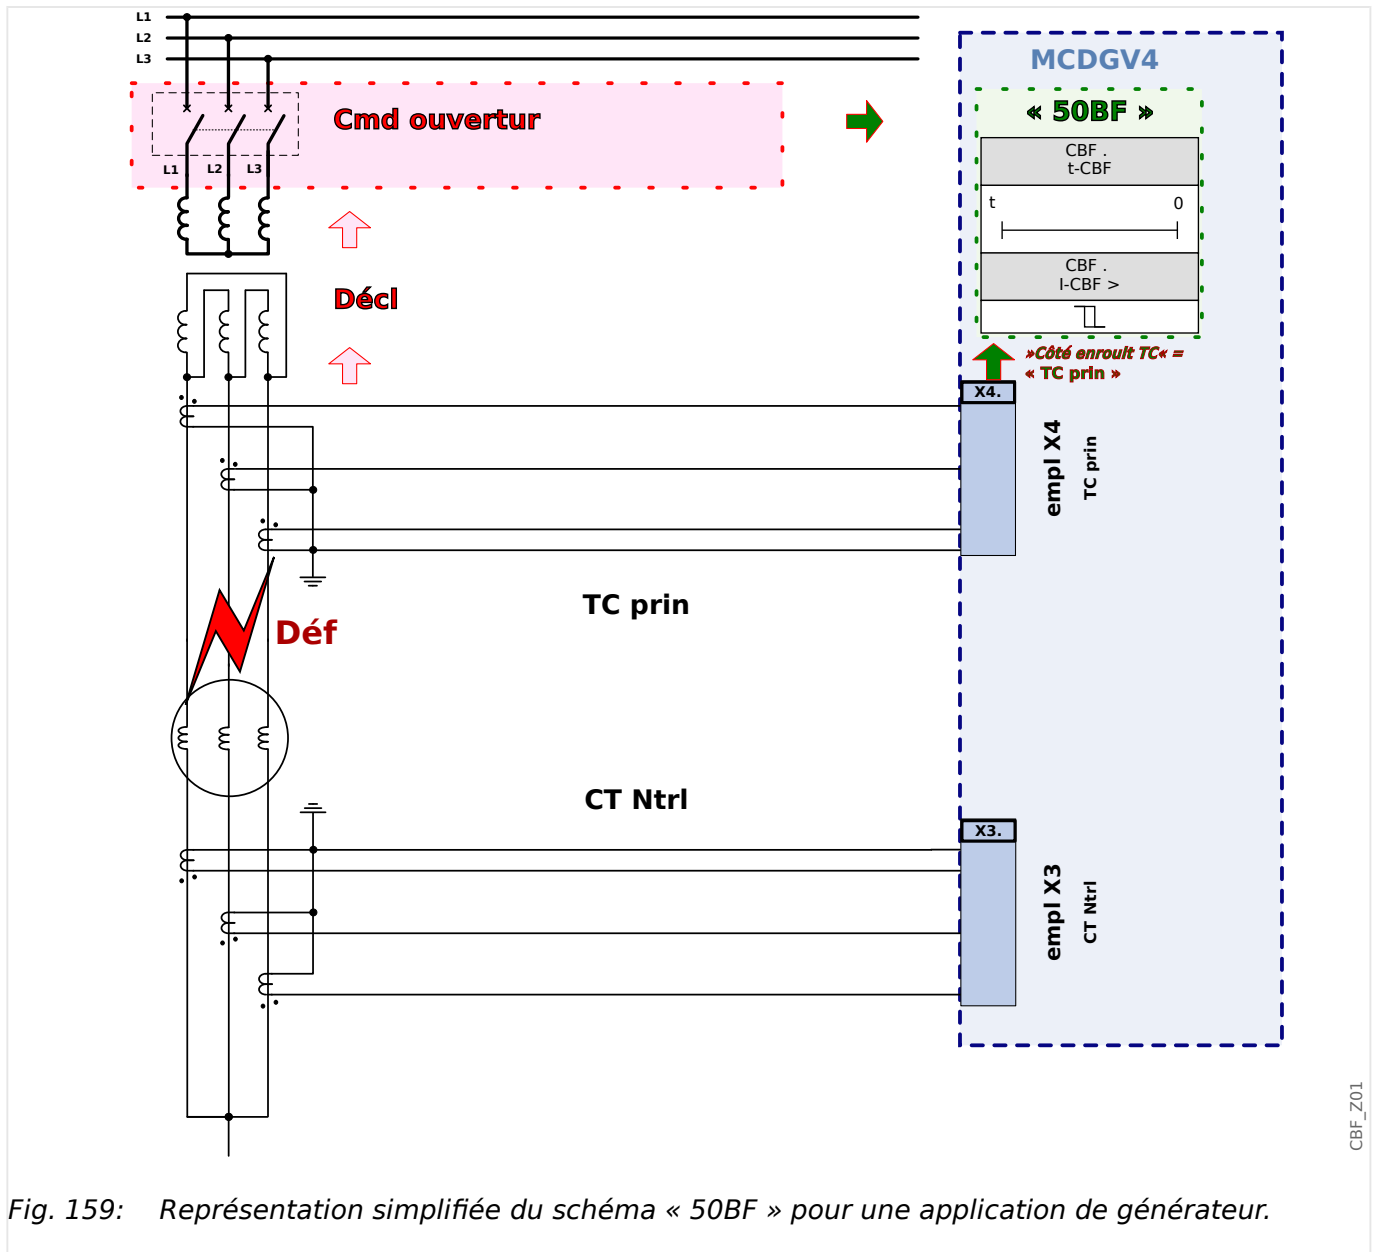 L1
L2
L3
MCDGV4
« 50BF »
Cmd ouvertur
CBF .
t-CBF
L1 L2 L3
t 0
CBF .
I-CBF >
Décl
»Côté enroult TC« =
« TC prin »
X4.
empl X4
TC prin
TC prin
Déf
CT Ntrl
X3.
empl X3
CT Ntrl
CBF_Z01
Fig. 159: Représentation simplifiée du schéma « 50BF » pour une application de générateur.